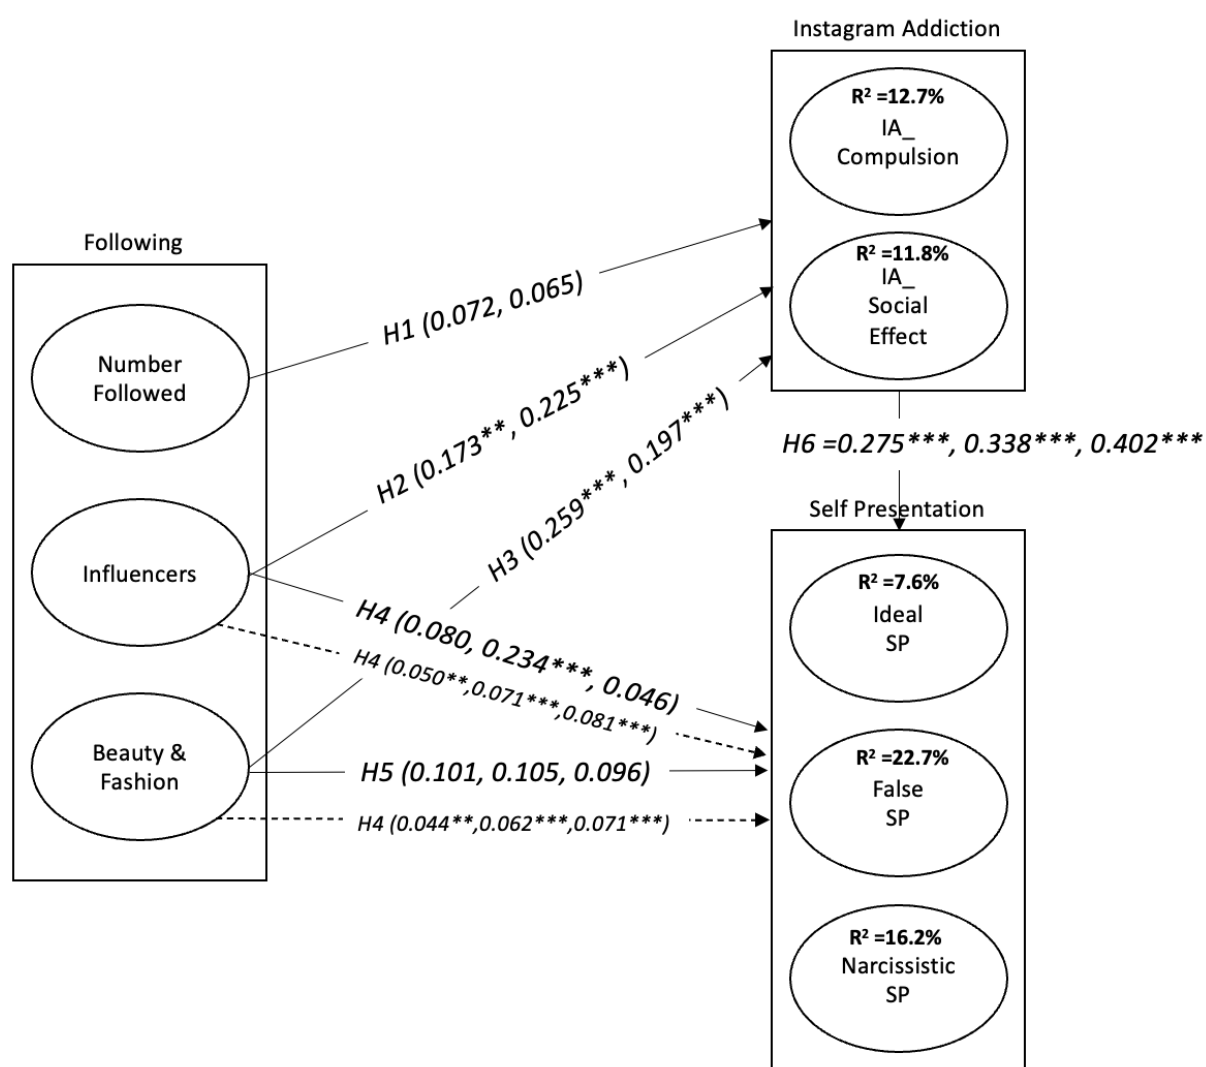 Instagram Addiction
R² =12.7%
IA_
Compulsion
R² =11.8%
IA_
Social
Effect
Following
Number
Followed
Influencers
Beauty &
Fashion
H1 (0.072, 0.065)
H2 (0.173**, 0.225***)
H3 (0.259***, 0.197***)
H4 (0.080, 0.234***, 0.046)
H4 (0.050**,0.071***,0.081***)
H5 (0.101, 0.105, 0.096)
H4 (0.044**,0.062***,0.071***)
H6 =0.275***, 0.338***, 0.402***
Self Presentation
R² =7.6%
Ideal
SP
R² =22.7%
False
SP
R² =16.2%
Narcissistic
SP